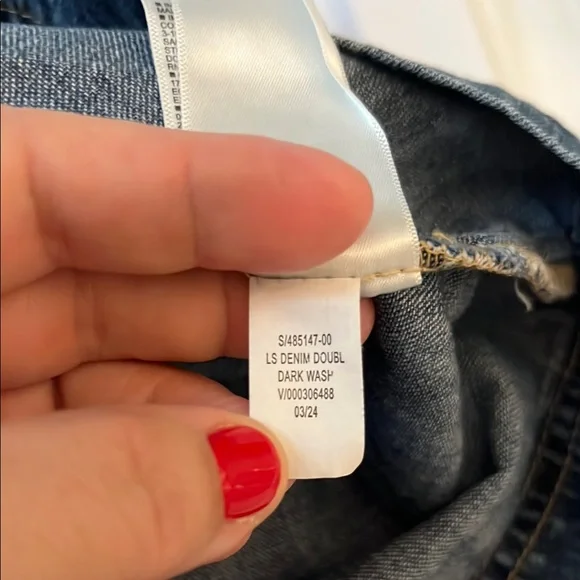 S/485147-00
LS DENIM DOUBL
DARK WASH
V/000306488
03/24